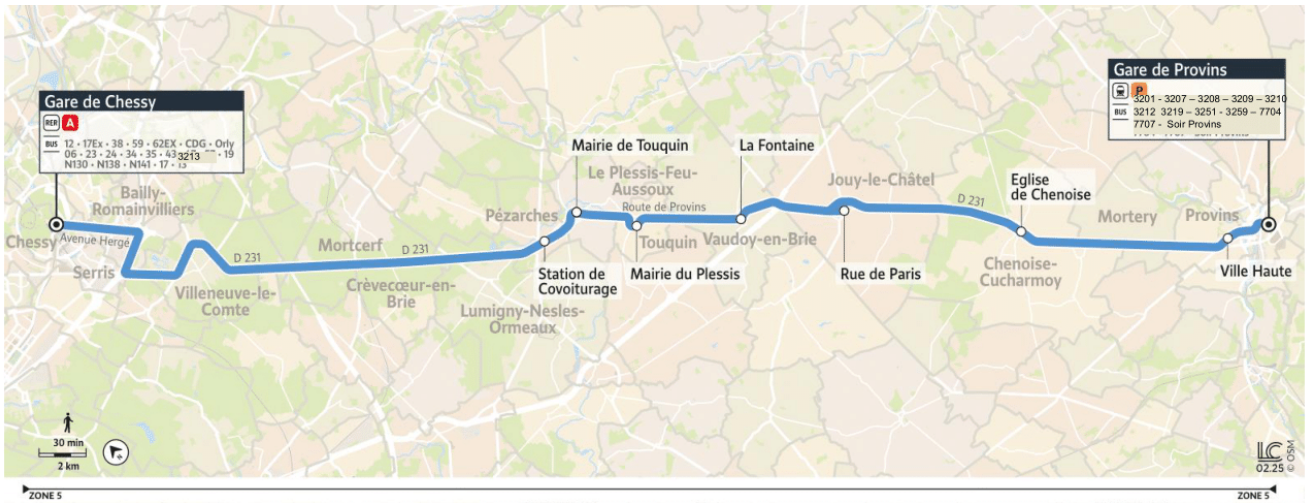 Gare de Chessy
RER A
BUS 12 • 17Ex • 38 • 59 • 62EX • CDG • Orly
06 • 23 • 24 • 34 • 35 • 43 3213 19
N130 • N138 • N141 • 17 • 15
Gare de Provins
P
3201 - 3207 – 3208 – 3209 – 3210
BUS 3212 3219 – 3251 - 3259 – 7704
7707 - Soir Provins
Mairie de Touquin
La Fontaine
Le Plessis-Feu-
Aussoux
Route de Provins
Jouy-le-Châtel
Eglise
de Chenoise
D 231
Mortery
Provins
Bailly-
Romainvilliers
Pézarches
Chessy
Avenue Hergé
Serris
Mortcerf
D 231
D 231
Touquin
Vaudoy-en-Brie
Villeneuve-le-
Comte
Crèvecœur-en-
Brie
Station de
Covoiturage
Mairie du Plessis
Rue de Paris
Chenoise-
Cucharmoy
Ville Haute
Lumigny-Nesles-
Ormeaux
30 min
2 km
LC
02.25 © OSM
ZONE 5
ZONE 5